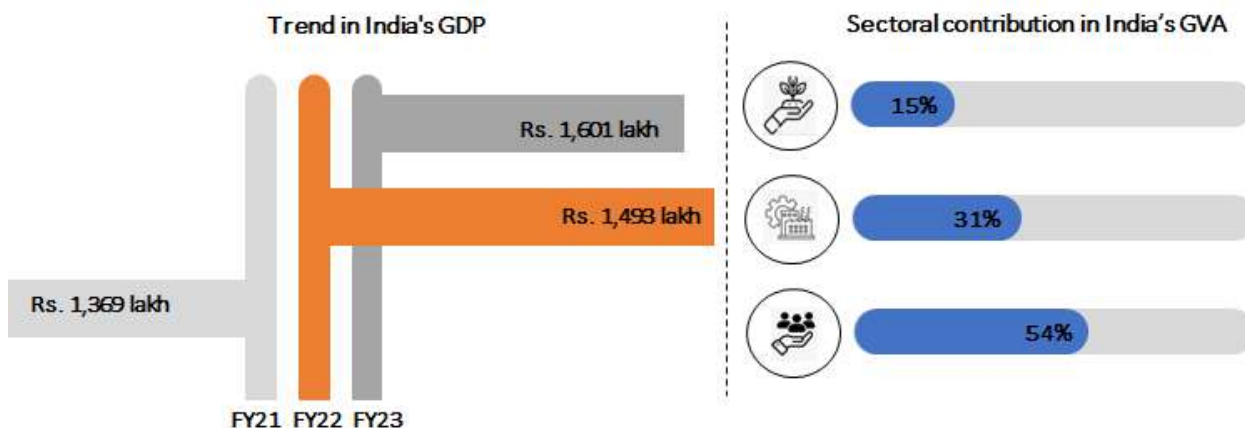 Trend in India's GDP
Rs. 1,601 lakh
Rs. 1,493 lakh
Rs. 1,369 lakh
FY21 FY22 FY23
Sectoral contribution in India’s GVA
15%
31%
54%